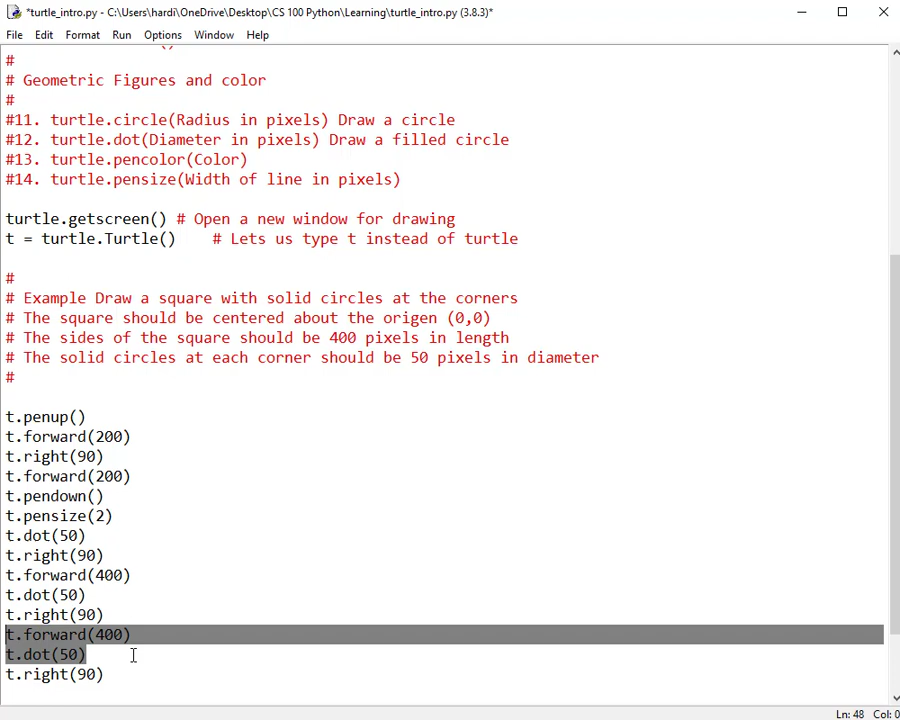 *turtle_intro.py - C:\Users\hardi\OneDrive\Desktop\CS 100 Python\Learning\turtle_intro.py (3.8.3)*
File Edit Format Run Options Window Help
#
# Geometric Figures and color
#
#11. turtle.circle(Radius in pixels) Draw a circle
#12. turtle.dot(Diameter in pixels) Draw a filled circle
#13. turtle.pencolor(Color)
#14. turtle.pensize(Width of line in pixels)
turtle.getscreen() # Open a new window for drawing
t = turtle.Turtle()    # Lets us type t instead of turtle
#
# Example Draw a square with solid circles at the corners
# The square should be centered about the origen (0,0)
# The sides of the square should be 400 pixels in length
# The solid circles at each corner should be 50 pixels in diameter
#
t.penup()
t.forward(200)
t.right(90)
t.forward(200)
t.pendown()
t.pensize(2)
t.dot(50)
t.right(90)
t.forward(400)
t.dot(50)
t.right(90)
t.forward(400)
t.dot(50)
t.right(90)
Ln: 48 Col: 0